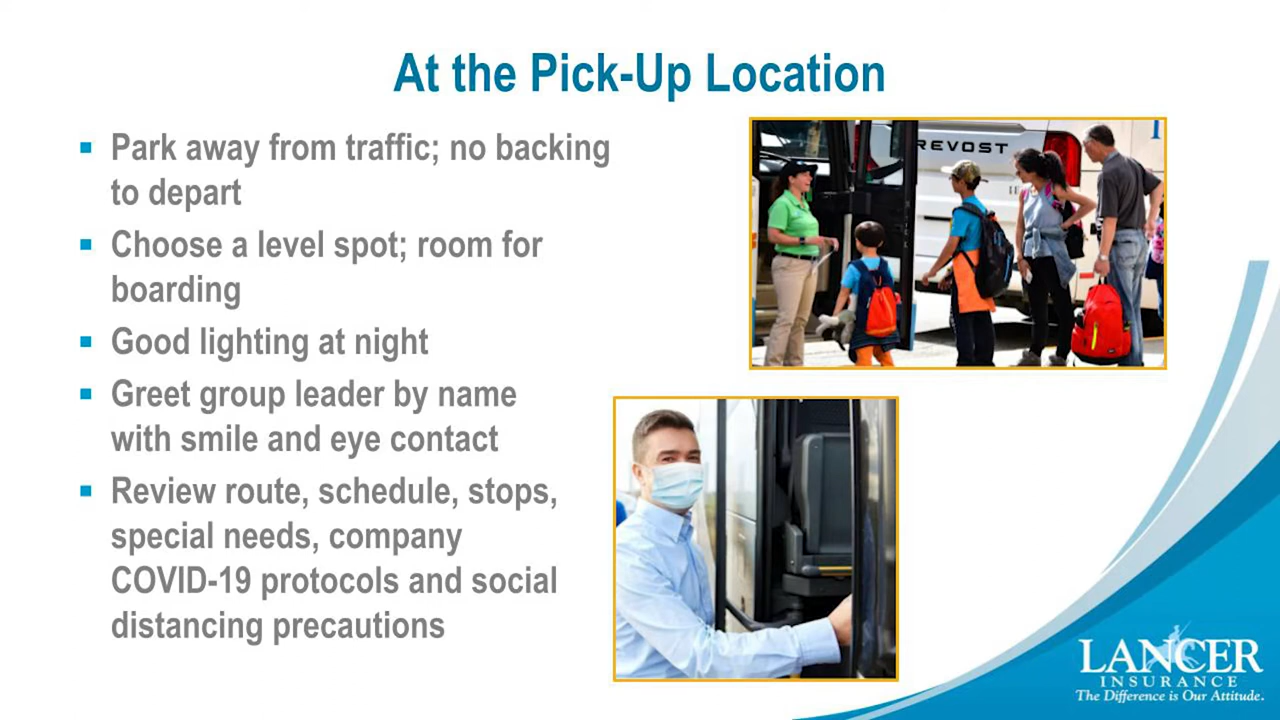 At the Pick-Up Location
Park away from traffic; no backing
to depart
Choose a level spot; room for
boarding
Good lighting at night
Greet group leader by name
with smile and eye contact
Review route, schedule, stops,
special needs, company
COVID-19 protocols and social
distancing precautions
REVOST
LANCER
INSURANCE
The Difference is Our Attitude.